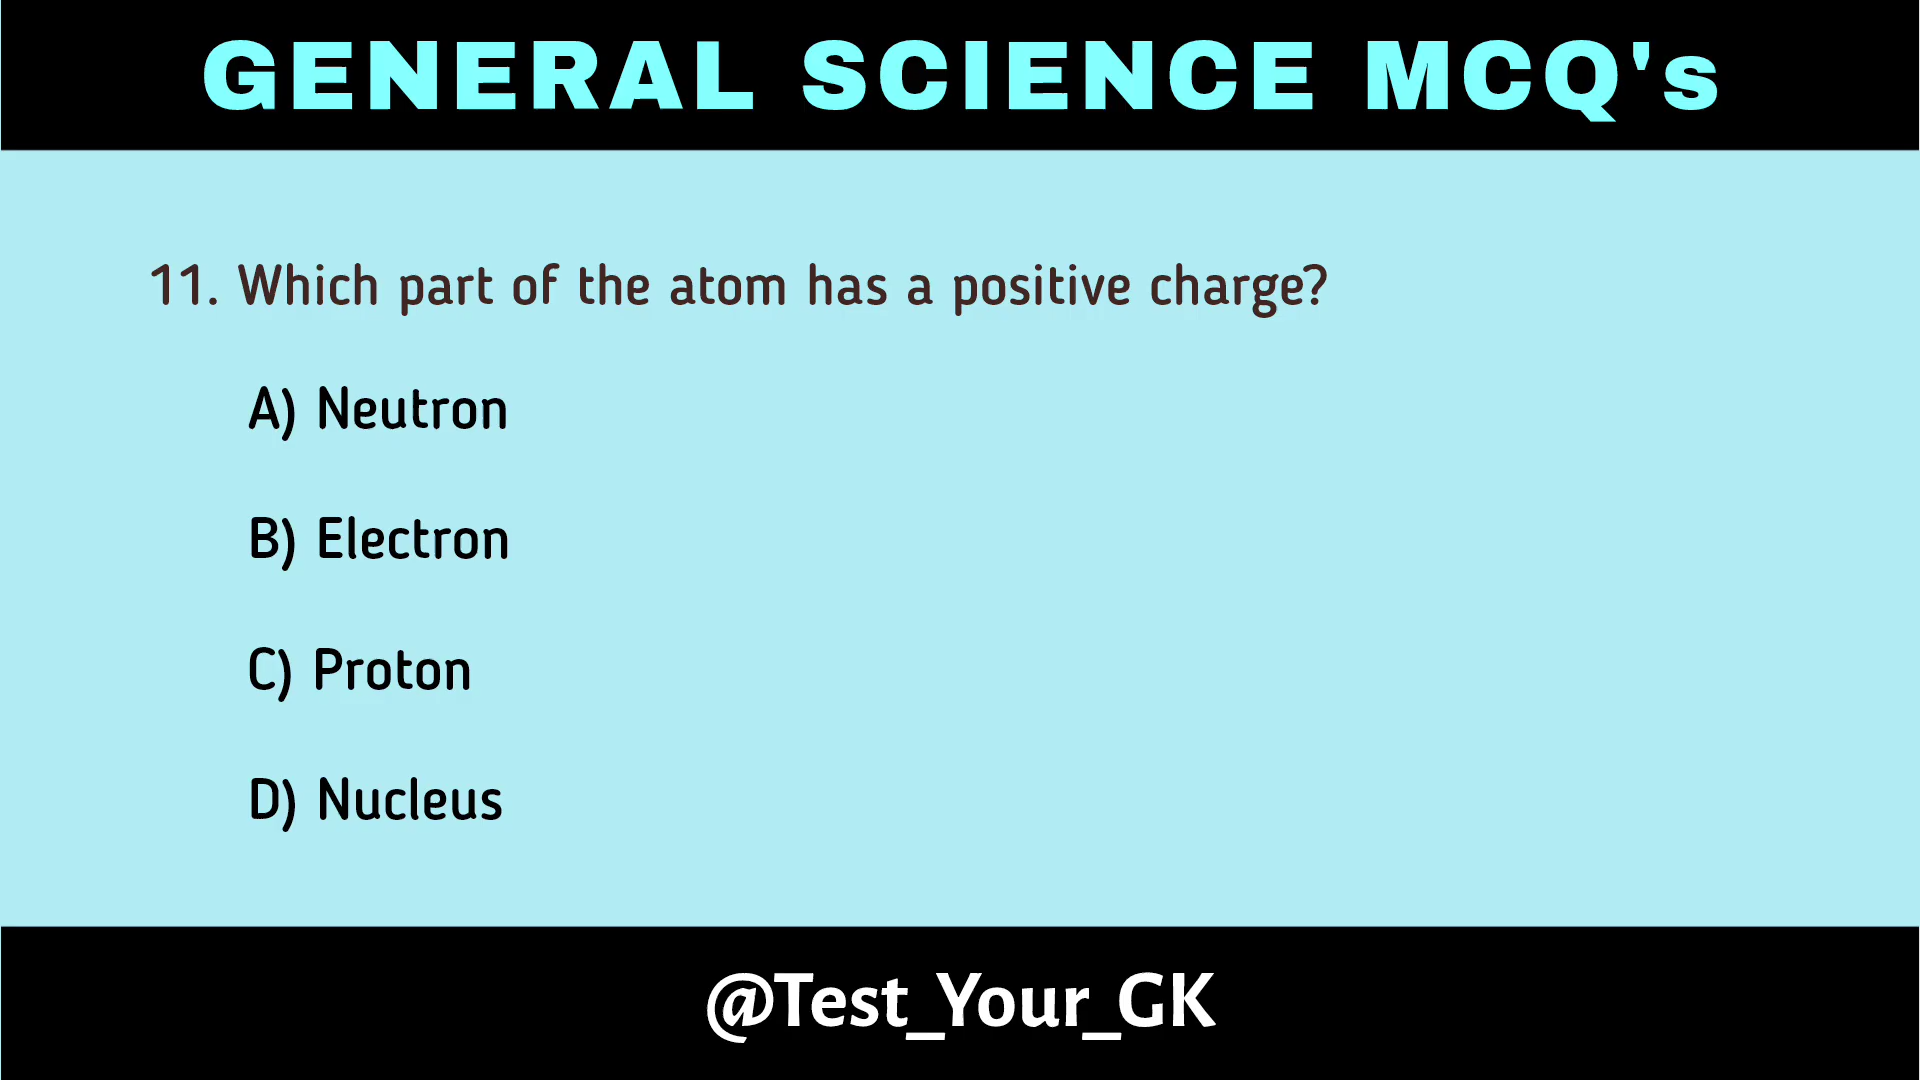 GENERAL SCIENCE MCQ's
11. Which part of the atom has a positive charge?
A) Neutron
B) Electron
C) Proton
D) Nucleus
@Test_Your_GK